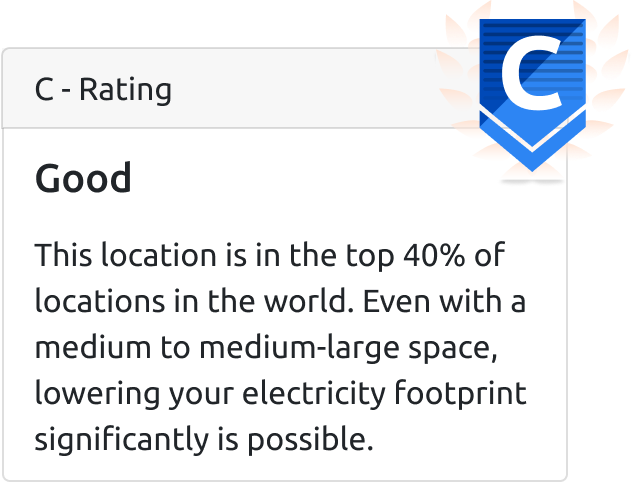 C
C - Rating
Good
This location is in the top 40% of
locations in the world. Even with a
medium to medium-large space,
lowering your electricity footprint
significantly is possible.